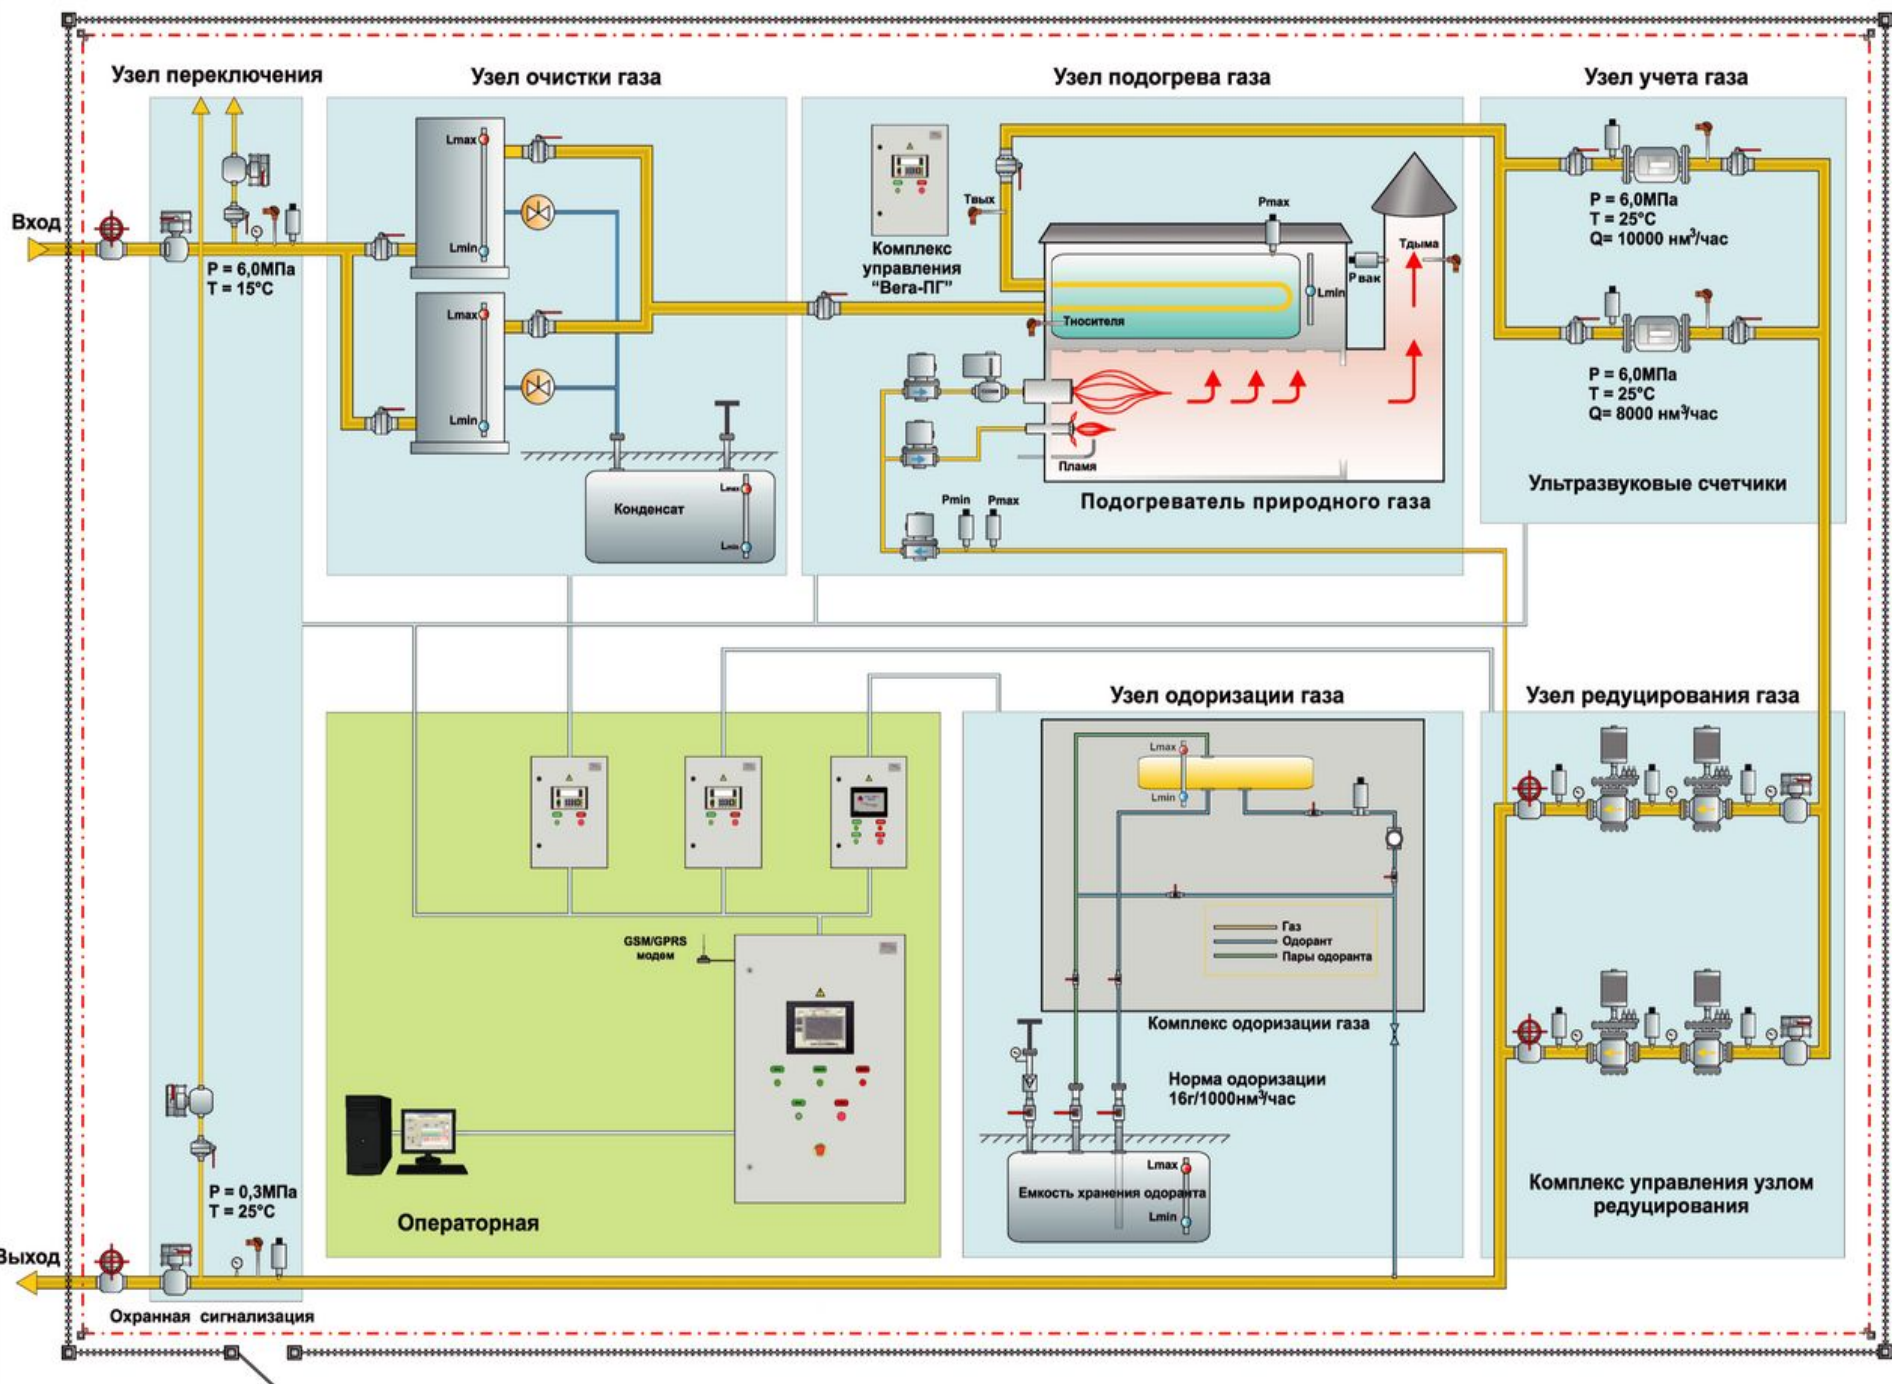 Узел переключения
Узел очистки газа
Узел подогрева газа
Узел учета газа
Вход
P = 6,0МПа
T = 15°C
Lmax
Lmin
Lmax
Lmin
Конденсат
Lmax
Lmin
Комплекс
управления
“Вега-ПГ”
Твых
Pmax
Тдыма
Рвак
Lmin
Тносителя
Пламя
Pmin
Pmax
Подогреватель природного газа
P = 6,0МПа
T = 25°C
Q= 10000 нм³/час
P = 6,0МПа
T = 25°C
Q= 8000 нм³/час
Ультразвуковые счетчики
Узел одоризации газа
Узел редуцирования газа
Lmax
Lmin
Газ
Одорант
Пары одоранта
Комплекс одоризации газа
Норма одоризации
16г/1000нм³/час
Lmax
Емкость хранения одоранта
Lmin
Комплекс управления узлом
редуцирования
GSM/GPRS
модем
Операторная
P = 0,3МПа
T = 25°C
Выход
Охранная сигнализация